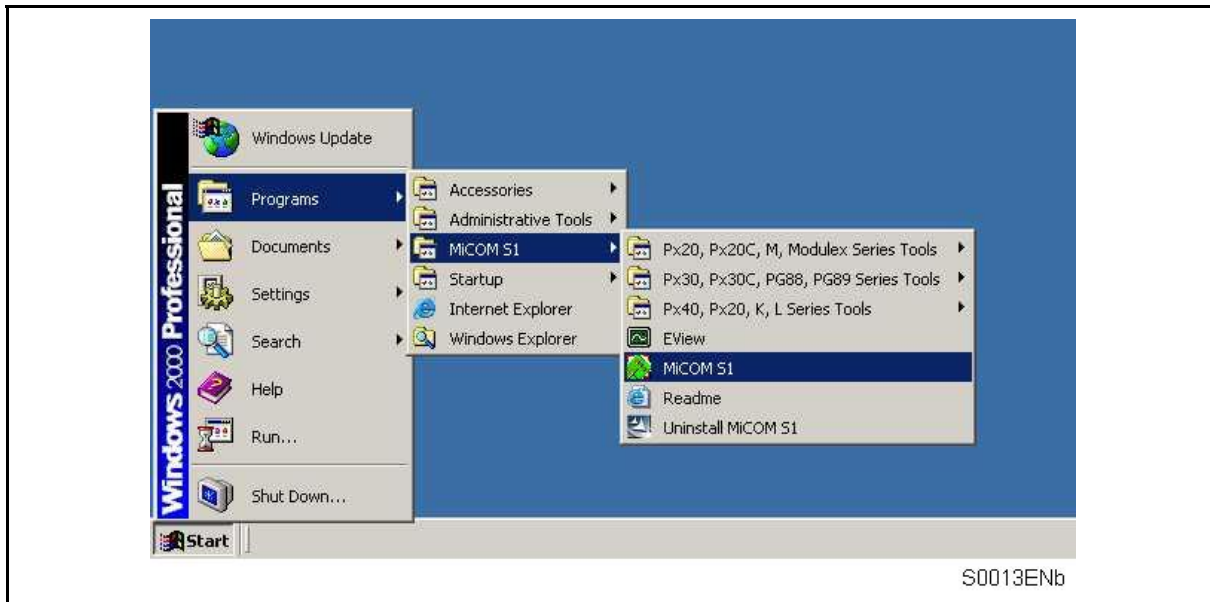 Windows 2000 Professional
Windows Update
Programs
Documents
Settings
Search
Help
Run...
Shut Down...
Start
Accessories
Administrative Tools
MiCOM S1
Startup
Internet Explorer
Windows Explorer
Px20, Px20C, M, Modulex Series Tools
Px30, Px30C, PG88, PG89 Series Tools
Px40, Px20, K, L Series Tools
EView
MiCOM S1
Readme
Uninstall MiCOM S1
S0013ENb